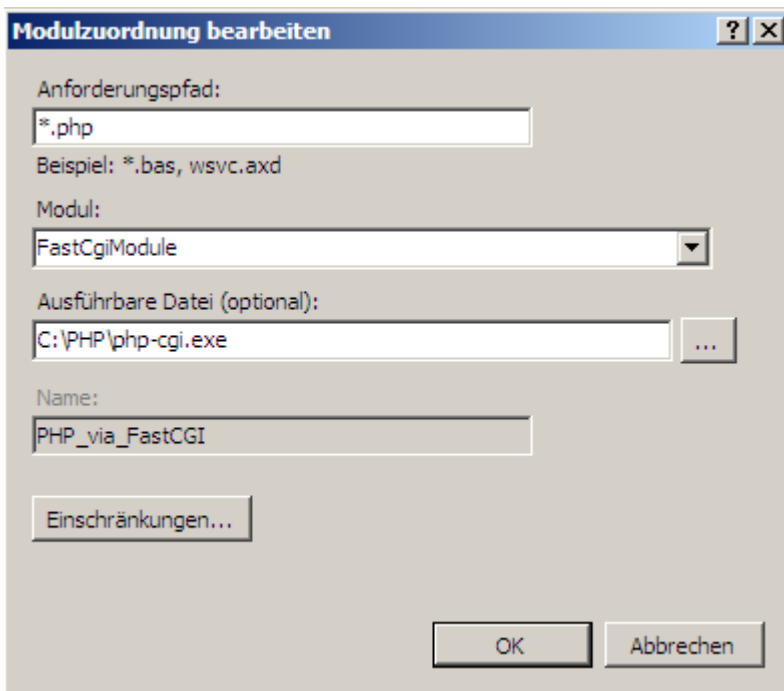 Modulzuordnung bearbeiten
Anforderungspfad:
*.php
Beispiel: *.bas, wsvc.axd
Modul:
FastCgiModule
Ausführbare Datei (optional):
C:\PHP\php-cgi.exe
...
Name:
PHP_via_FastCGI
Einschränkungen...
OK Abbrechen